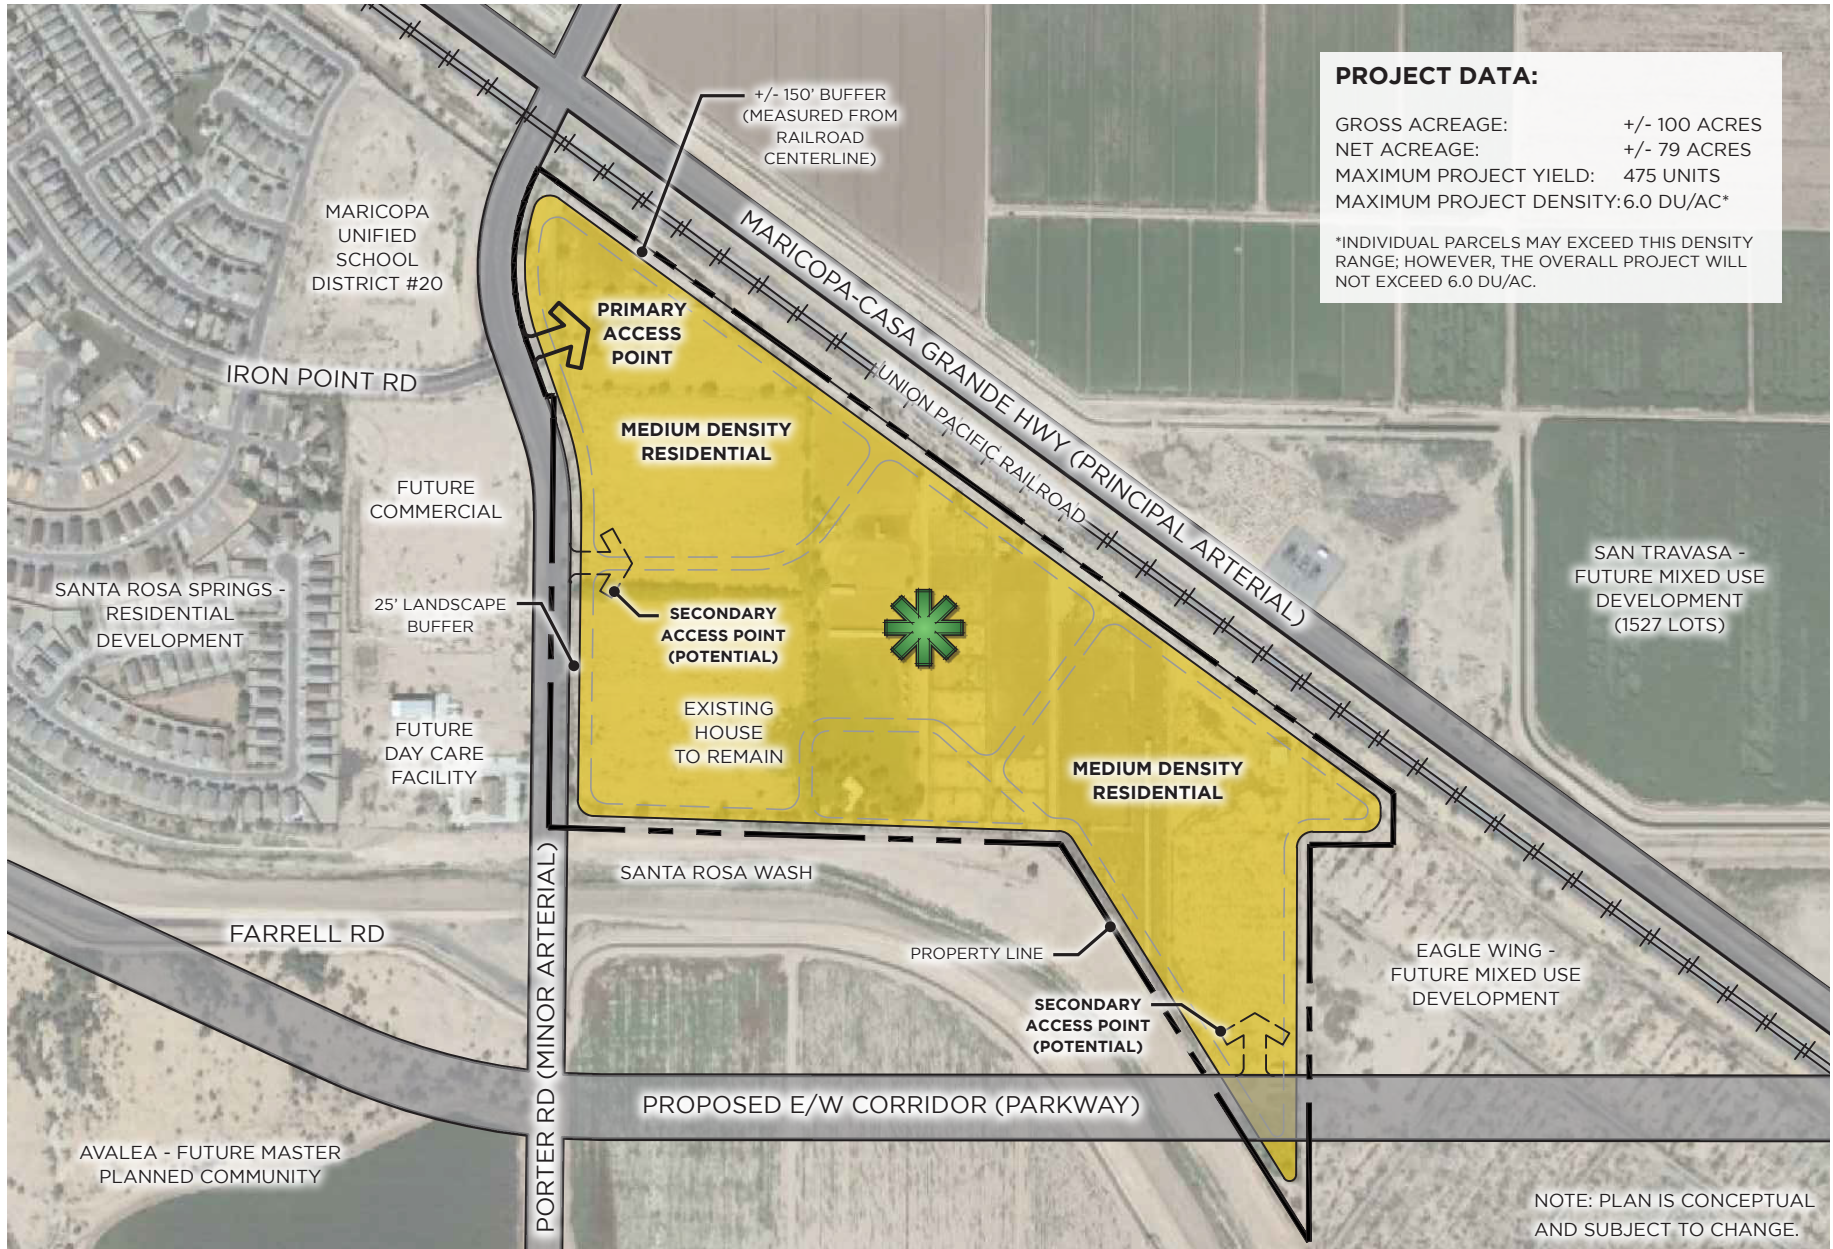 PROJECT DATA:
GROSS ACREAGE: +/- 100 ACRES
NET ACREAGE: +/- 79 ACRES
MAXIMUM PROJECT YIELD: 475 UNITS
MAXIMUM PROJECT DENSITY: 6.0 DU/AC*
*INDIVIDUAL PARCELS MAY EXCEED THIS DENSITY
RANGE; HOWEVER, THE OVERALL PROJECT WILL
NOT EXCEED 6.0 DU/AC.
+/- 150' BUFFER
(MEASURED FROM
RAILROAD
CENTERLINE)
MARICOPA
UNIFIED
SCHOOL
DISTRICT #20
MARICOPA-CASA GRANDE HWY (PRINCIPAL ARTERIAL)
UNION PACIFIC RAILROAD
PRIMARY
ACCESS
POINT
IRON POINT RD
MEDIUM DENSITY
RESIDENTIAL
FUTURE
COMMERCIAL
SANTA ROSA SPRINGS -
RESIDENTIAL
DEVELOPMENT
25' LANDSCAPE
BUFFER
SECONDARY
ACCESS POINT
(POTENTIAL)
SAN TRAVASA -
FUTURE MIXED USE
DEVELOPMENT
(1527 LOTS)
EXISTING
HOUSE
TO REMAIN
FUTURE
DAY CARE
FACILITY
MEDIUM DENSITY
RESIDENTIAL
SANTA ROSA WASH
FARRELL RD
PORTER RD (MINOR ARTERIAL)
PROPERTY LINE
EAGLE WING -
FUTURE MIXED USE
DEVELOPMENT
SECONDARY
ACCESS POINT
(POTENTIAL)
PROPOSED E/W CORRIDOR (PARKWAY)
AVALEA - FUTURE MASTER
PLANNED COMMUNITY
NOTE: PLAN IS CONCEPTUAL
AND SUBJECT TO CHANGE.